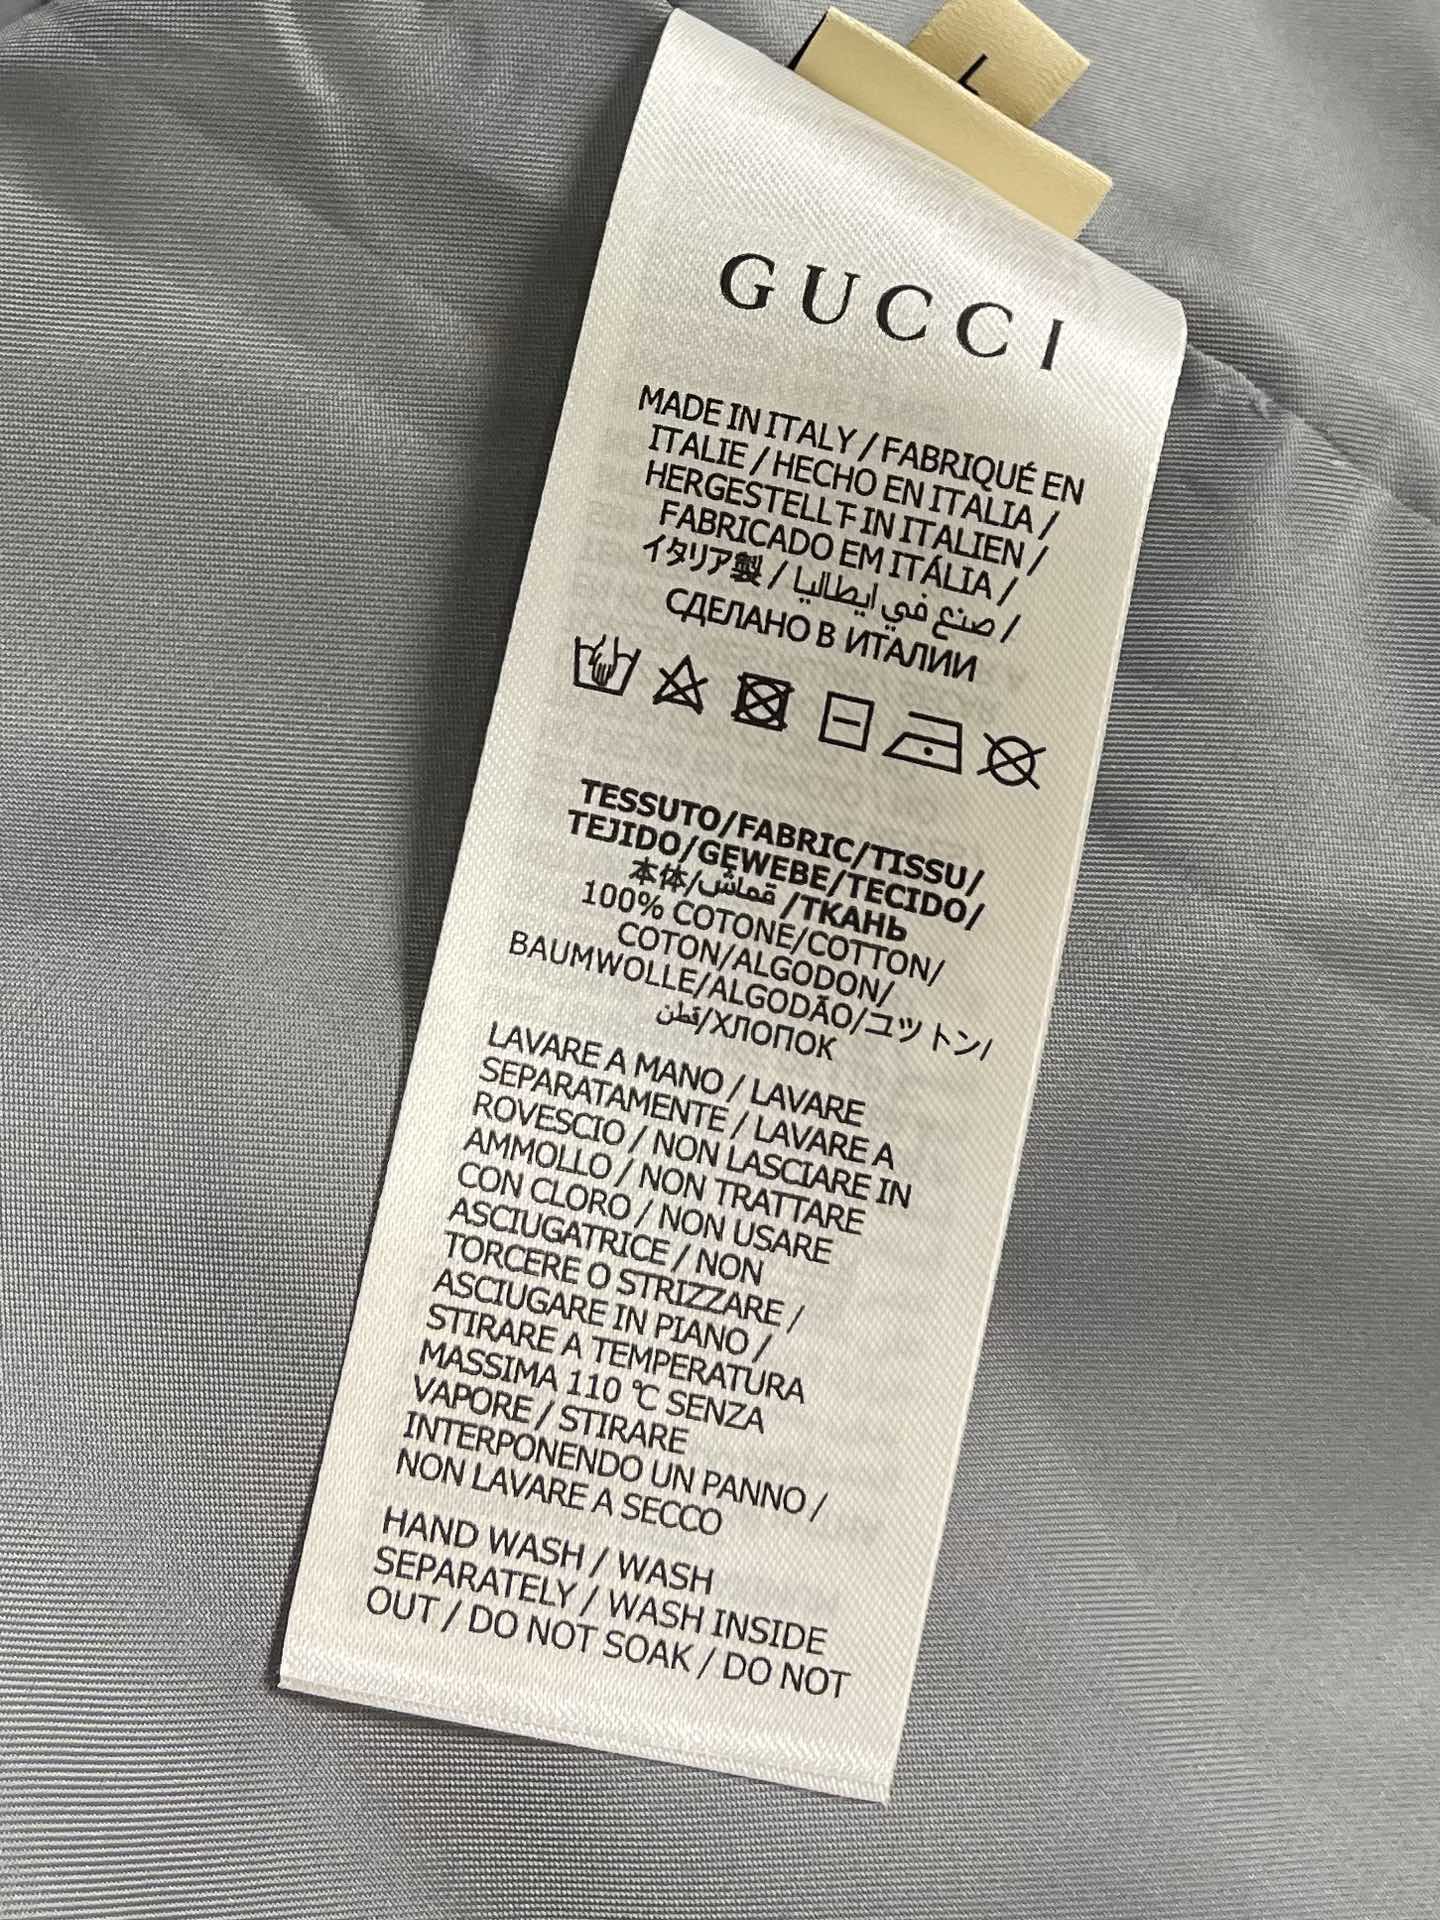 L
GUCCI
MADE IN ITALY / FABRIQUÉ EN
ITALIE / HECHO EN ITALIA /
HERGESTELLT IN ITALIEN /
FABRICADO EM ITÁLIA /
イタリア製 / صنع في ايطاليا /
СДЕЛАНО В ИТАЛИИ
TESSUTO/FABRIC/TISSU/
TEJIDO/GEWEBE/TECIDO/
本体/قماش /ТКАНЬ
100% COTONE/COTTON/
COTON/ALGODON/
BAUMWOLLE/ALGODÃO/ユットン/
قطن/ХЛОПОК
LAVARE A MANO / LAVARE
SEPARATAMENTE / LAVARE A
ROVESCIO / NON LASCIARE IN
AMMOLLO / NON TRATTARE
CON CLORO / NON USARE
ASCIUGATRICE / NON
TORCERE O STRIZZARE /
ASCIUGARE IN PIANO /
STIRARE A TEMPERATURA
MASSIMA 110 °C SENZA
VAPORE / STIRARE
INTERPONENDO UN PANNO /
NON LAVARE A SECCO
HAND WASH / WASH
SEPARATELY / WASH INSIDE
OUT / DO NOT SOAK / DO NOT